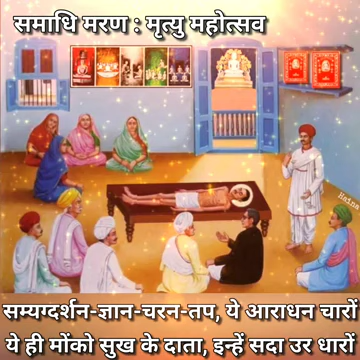 समाधि मरण : मृत्यु महोत्सव
सम्यग्दर्शन-ज्ञान-चरन-तप, ये आराधन चारों
ये ही मोंको सुख के दाता, इन्हें सदा उर धारों